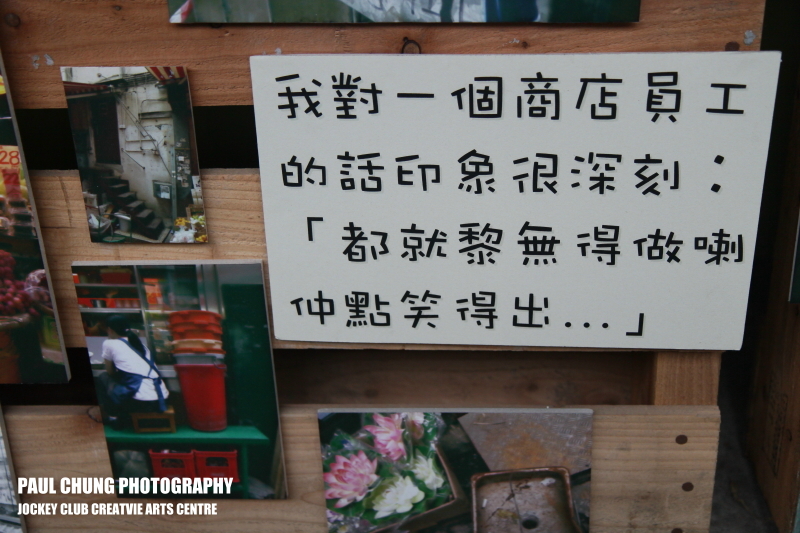 我對一個商店員工
的話印象很深刻：
「都就黎無得做喇
仲點笑得出...」
28
PAUL CHUNG PHOTOGRAPHY
JOCKEY CLUB CREATVIE ARTS CENTRE